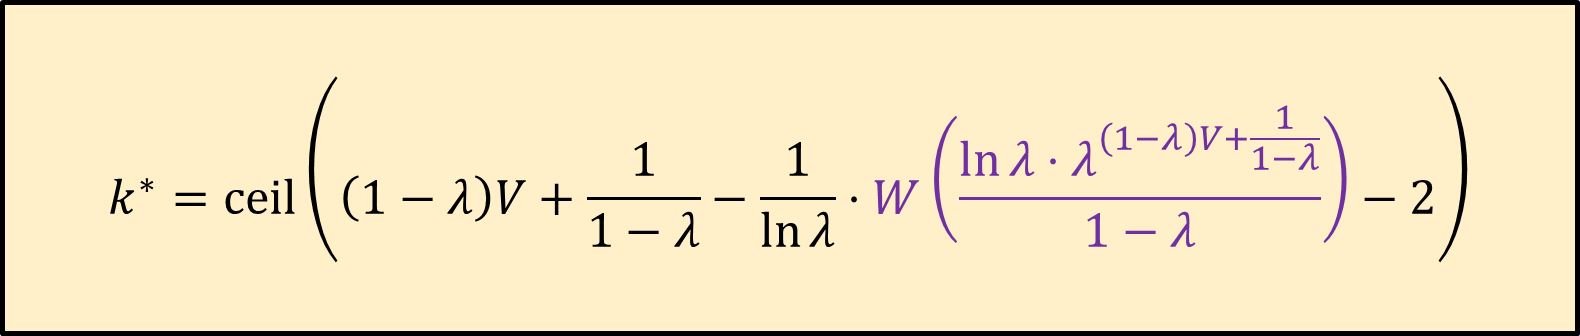 k* = ceil((1 − λ)V + 1/(1 − λ) − 1/(ln λ) · W((ln λ · λ^((1−λ)V + 1/(1−λ)))/(1 − λ)) − 2)